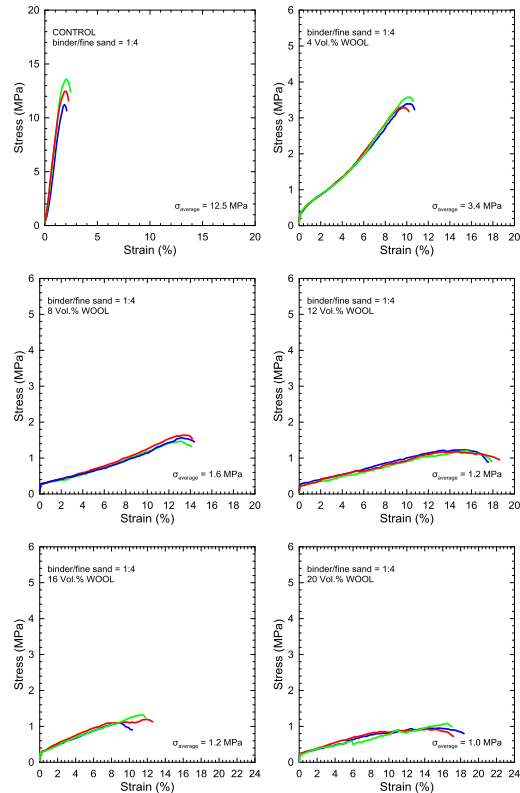 CONTROL
binder/fine sand = 1:4
σaverage = 12.5 MPa
Stress (MPa)
0
5
10
15
20
0 5 10 15 20
Strain (%)
binder/fine sand = 1:4
4 Vol.% WOOL
σaverage = 3.4 MPa
Stress (MPa)
0
1
2
3
4
5
6
0 2 4 6 8 10 12 14 16 18 20
Strain (%)
binder/fine sand = 1:4
8 Vol.% WOOL
σaverage = 1.6 MPa
Stress (MPa)
0
1
2
3
4
5
6
0 2 4 6 8 10 12 14 16 18 20
Strain (%)
binder/fine sand = 1:4
12 Vol.% WOOL
σaverage = 1.2 MPa
Stress (MPa)
0
1
2
3
4
5
6
0 2 4 6 8 10 12 14 16 18 20
Strain (%)
binder/fine sand = 1:4
16 Vol.% WOOL
σaverage = 1.2 MPa
Stress (MPa)
0
1
2
3
4
5
6
0 2 4 6 8 10 12 14 16 18 20 22 24
Strain (%)
binder/fine sand = 1:4
20 Vol.% WOOL
σaverage = 1.0 MPa
Stress (MPa)
0
1
2
3
4
5
6
0 2 4 6 8 10 12 14 16 18 20 22 24
Strain (%)